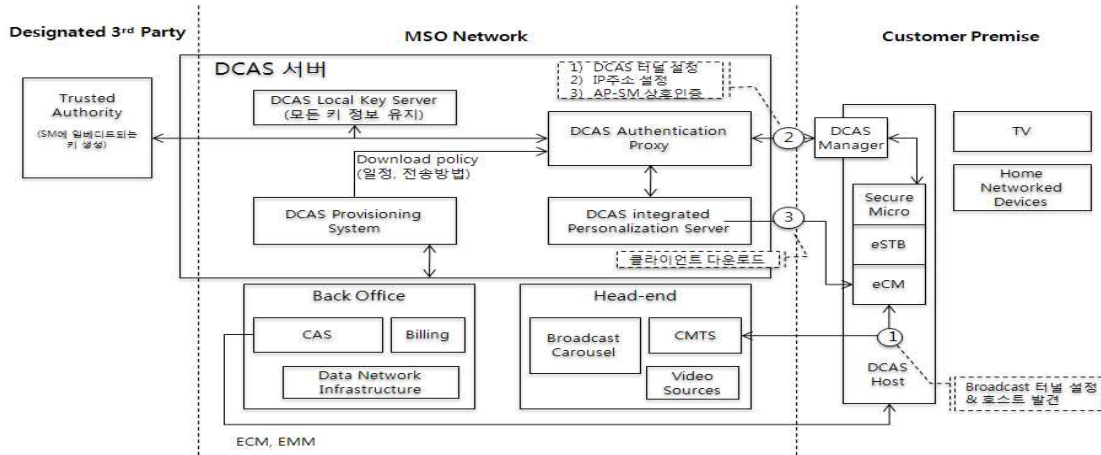 Designated 3rd Party
MSO Network
Customer Premise
DCAS 서버
1) DCAS 터널 설정
2) IP주소 설정
3) AP-SM 상호인증
Trusted
Authority
(SM에 임베디드되는
키 생성)
DCAS Local Key Server
(모든 키 정보 유지)
DCAS Authentication
Proxy
2
DCAS
Manager
TV
Download policy
(일정, 전송방법)
Home
Networked
Devices
DCAS Provisioning
System
DCAS integrated
Personalization Server
3
Secure
Micro
eSTB
eCM
클라이언트 다운로드
Back Office
CAS
Billing
Data Network
Infrastructure
Head-end
Broadcast
Carousel
CMTS
Video
Sources
1
DCAS
Host
Broadcast 터널 설정
& 호스트 발견
ECM, EMM